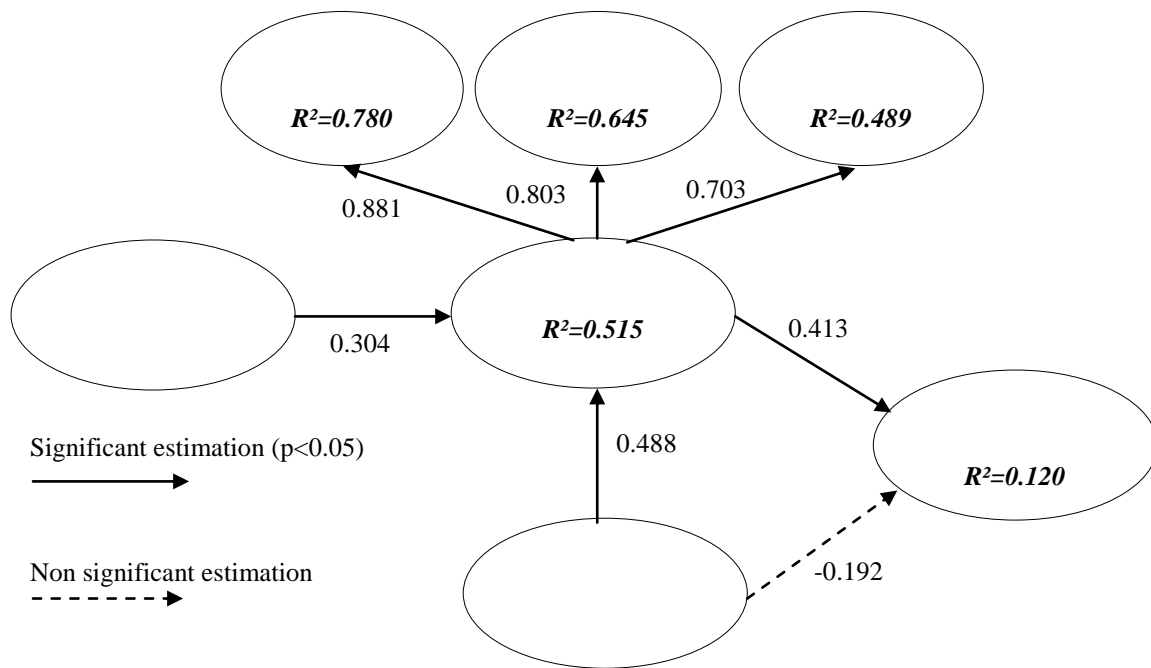 R²=0.780
R²=0.645
R²=0.489
0.881
0.803
0.703
R²=0.515
0.304
0.413
Significant estimation (p<0.05)
0.488
R²=0.120
Non significant estimation
-0.192